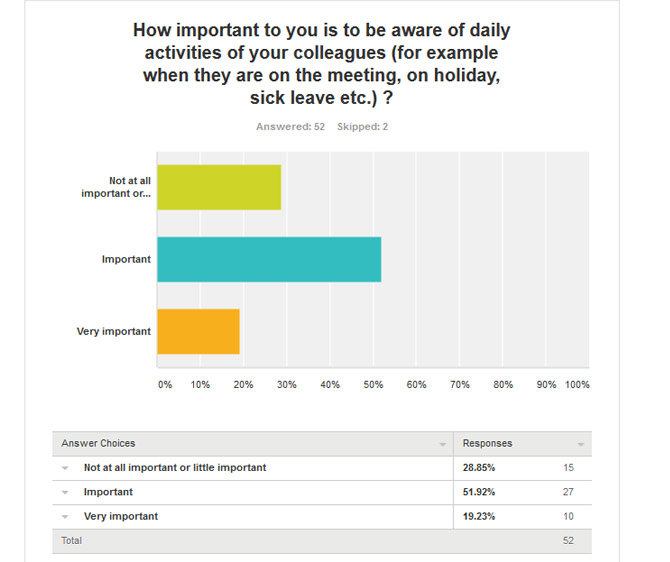 How important to you is to be aware of daily
activities of your colleagues (for example
when they are on the meeting, on holiday,
sick leave etc.) ?
Answered: 52 Skipped: 2
Not at all
important or...
Important
Very important
0% 10% 20% 30% 40% 50% 60% 70% 80% 90% 100%
Answer Choices Responses
Not at all important or little important 28.85% 15
Important 51.92% 27
Very important 19.23% 10
Total 52